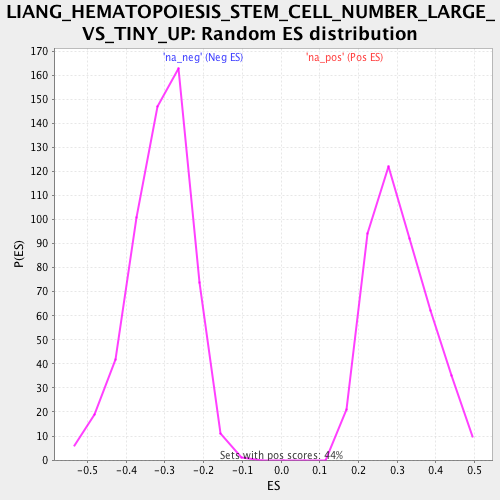 LIANG_HEMATOPOIESIS_STEM_CELL_NUMBER_LARGE_
VS_TINY_UP: Random ES distribution
'na_neg' (Neg ES) 'na_pos' (Pos ES)
170
160
150
140
130
120
110
100
90
80
70
60
50
40
30
20
10
0
P(ES)
Sets with pos scores: 44%
-0.5 -0.4 -0.3 -0.2 -0.1 0.0 0.1 0.2 0.3 0.4 0.5
ES